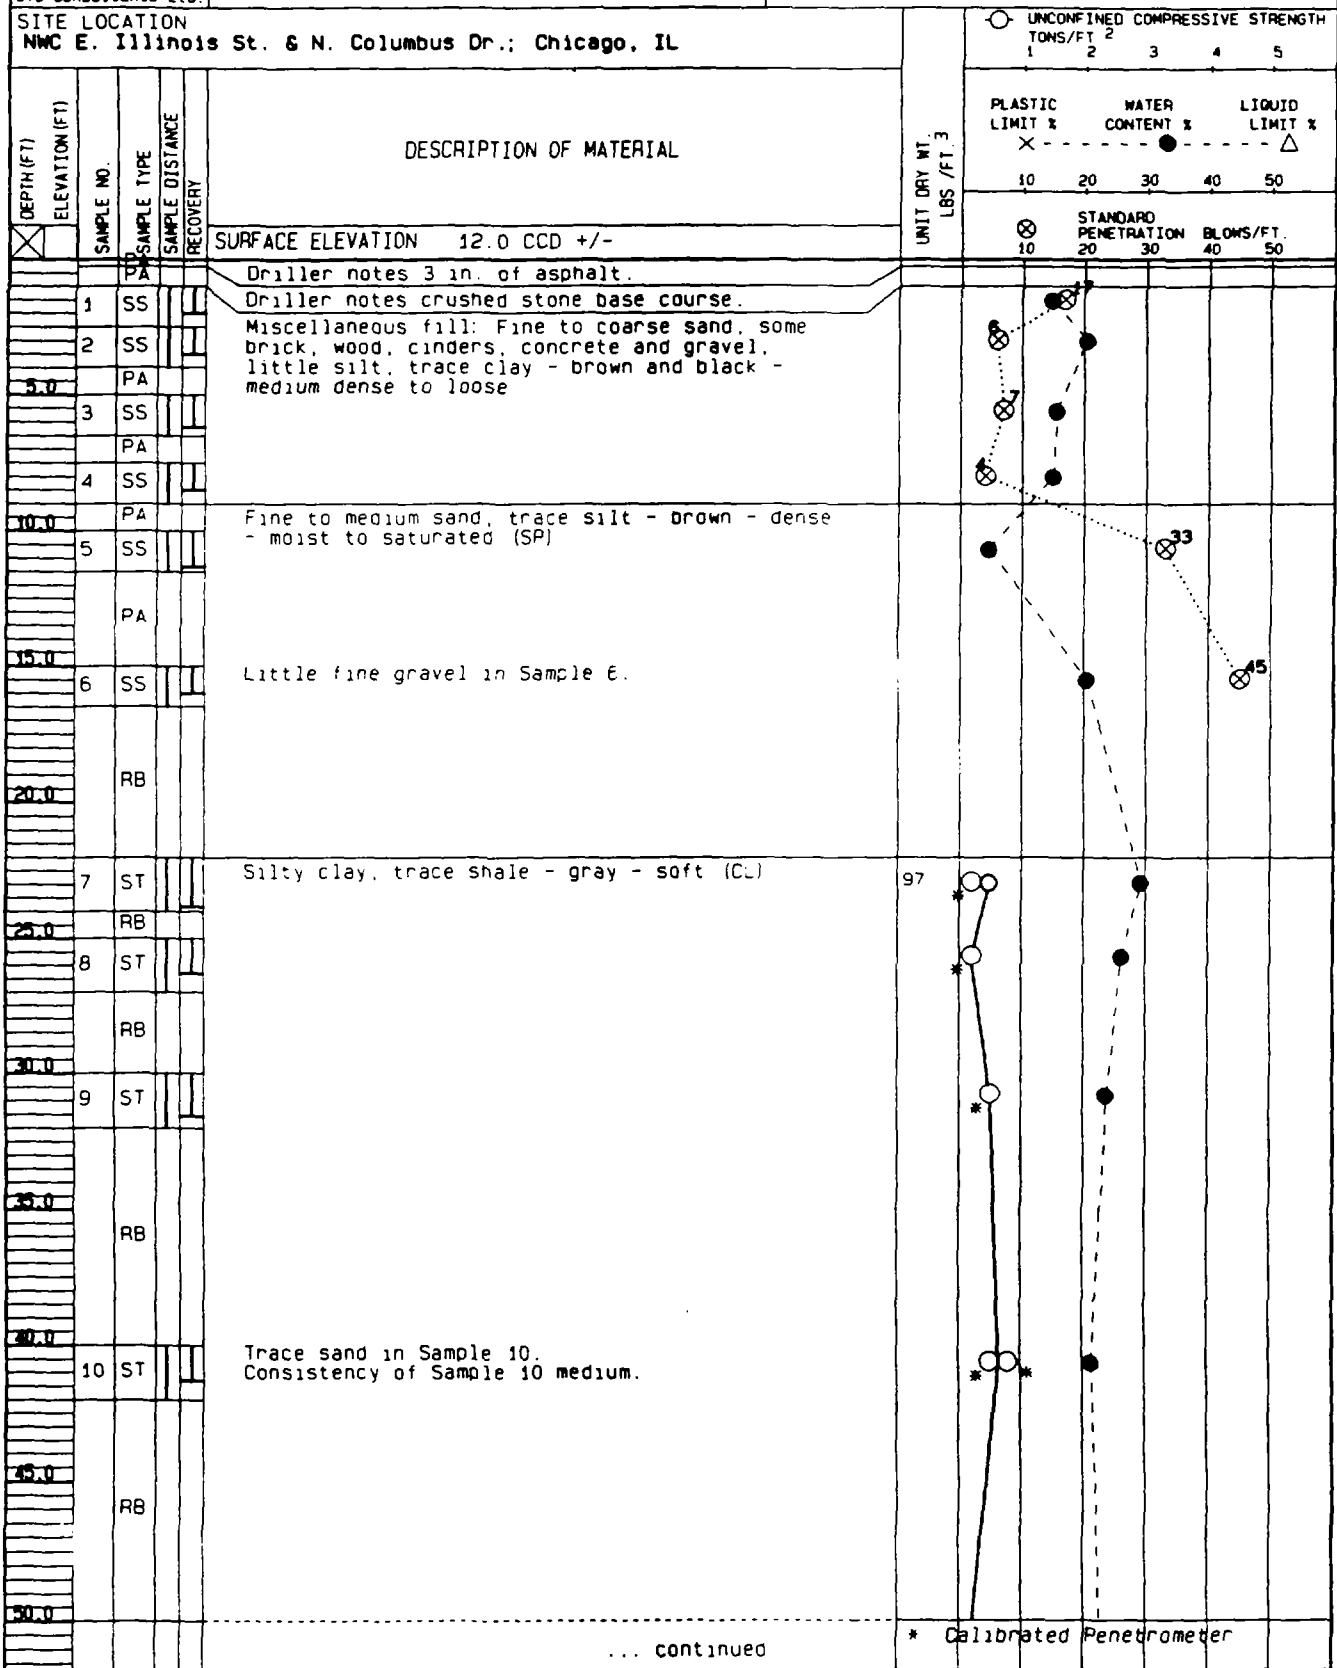 SITE LOCATION
NWC E. Illinois St. & N. Columbus Dr.; Chicago, IL
UNCONFINED COMPRESSIVE STRENGTH
TONS/FT 2
1 2 3 4 5
PLASTIC LIMIT % WATER CONTENT % LIQUID LIMIT %
10 20 30 40 50
STANDARD PENETRATION BLOWS/FT.
10 20 30 40 50
DEPTH (FT)
ELEVATION (FT)
SAMPLE NO.
SAMPLE TYPE
SAMPLE DISTANCE
RECOVERY
DESCRIPTION OF MATERIAL
UNIT DRY WT.
LBS /FT.3
SURFACE ELEVATION 12.0 CCD +/-
PA Driller notes 3 in. of asphalt.
1 SS Driller notes crushed stone base course. 17
Miscellaneous fill: Fine to coarse sand, some
2 SS brick, wood, cinders, concrete and gravel, 6
little silt, trace clay - brown and black -
5.0 PA medium dense to loose
3 SS 7
PA
4 SS 4
10.0 PA Fine to medium sand, trace silt - brown - dense
- moist to saturated (SP)
5 SS 33
PA
15.0
6 SS Little fine gravel in Sample 6. 45
RB
20.0
7 ST Silty clay, trace shale - gray - soft (CL) 97
*
25.0 RB
8 ST *
RB
30.0
9 ST *
35.0
RB
40.0
Trace sand in Sample 10.
10 ST Consistency of Sample 10 medium. * *
45.0
RB
50.0
... continued
* Calibrated Penetrometer